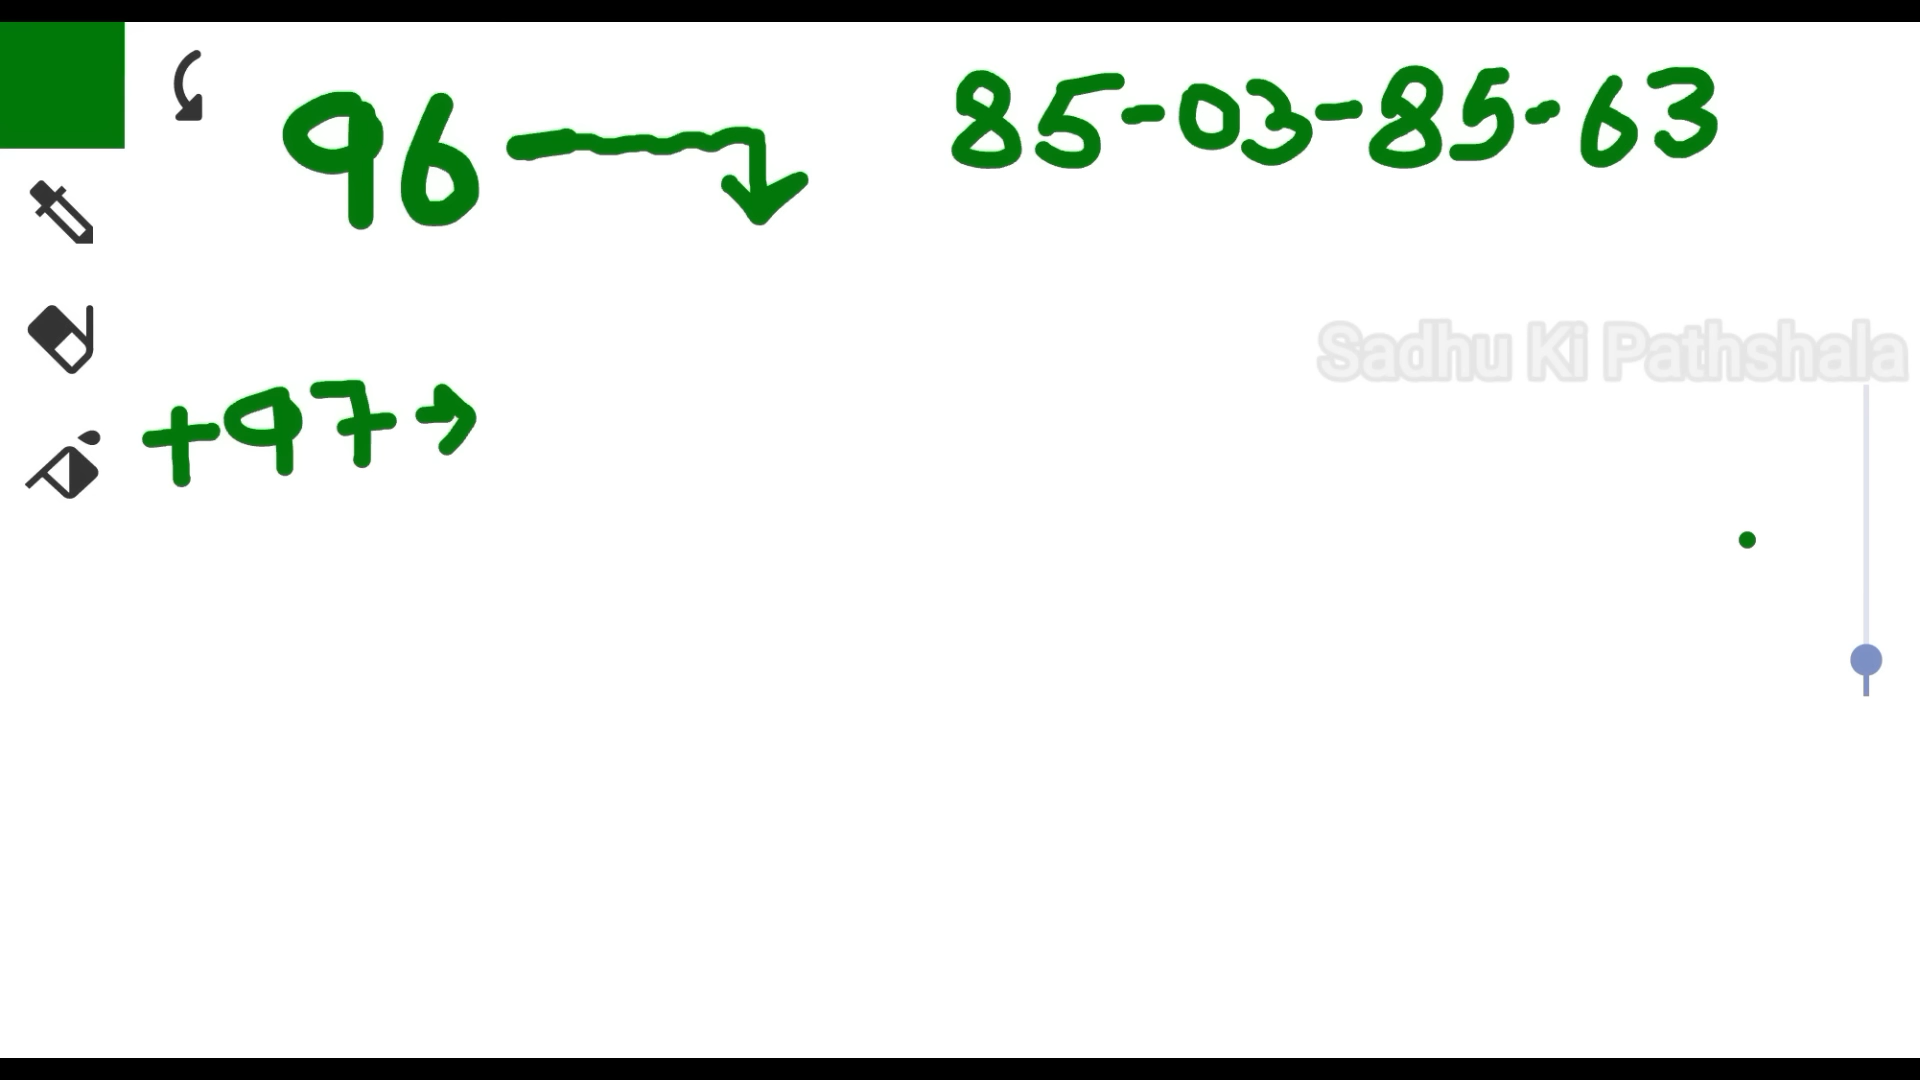 96 → 85-03-85-63
Sadhu Ki Pathshala
+97 →